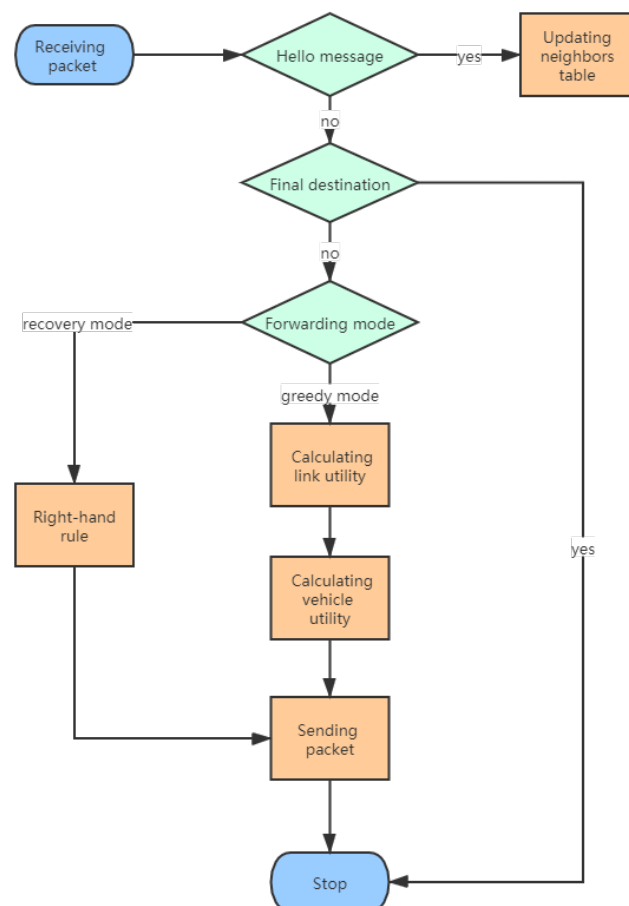 Receiving
packet
Hello message
yes
Updating
neighbors
table
no
Final destination
no
recovery mode
Forwarding mode
greedy mode
Calculating
link utility
Right-hand
rule
yes
Calculating
vehicle
utility
Sending
packet
Stop